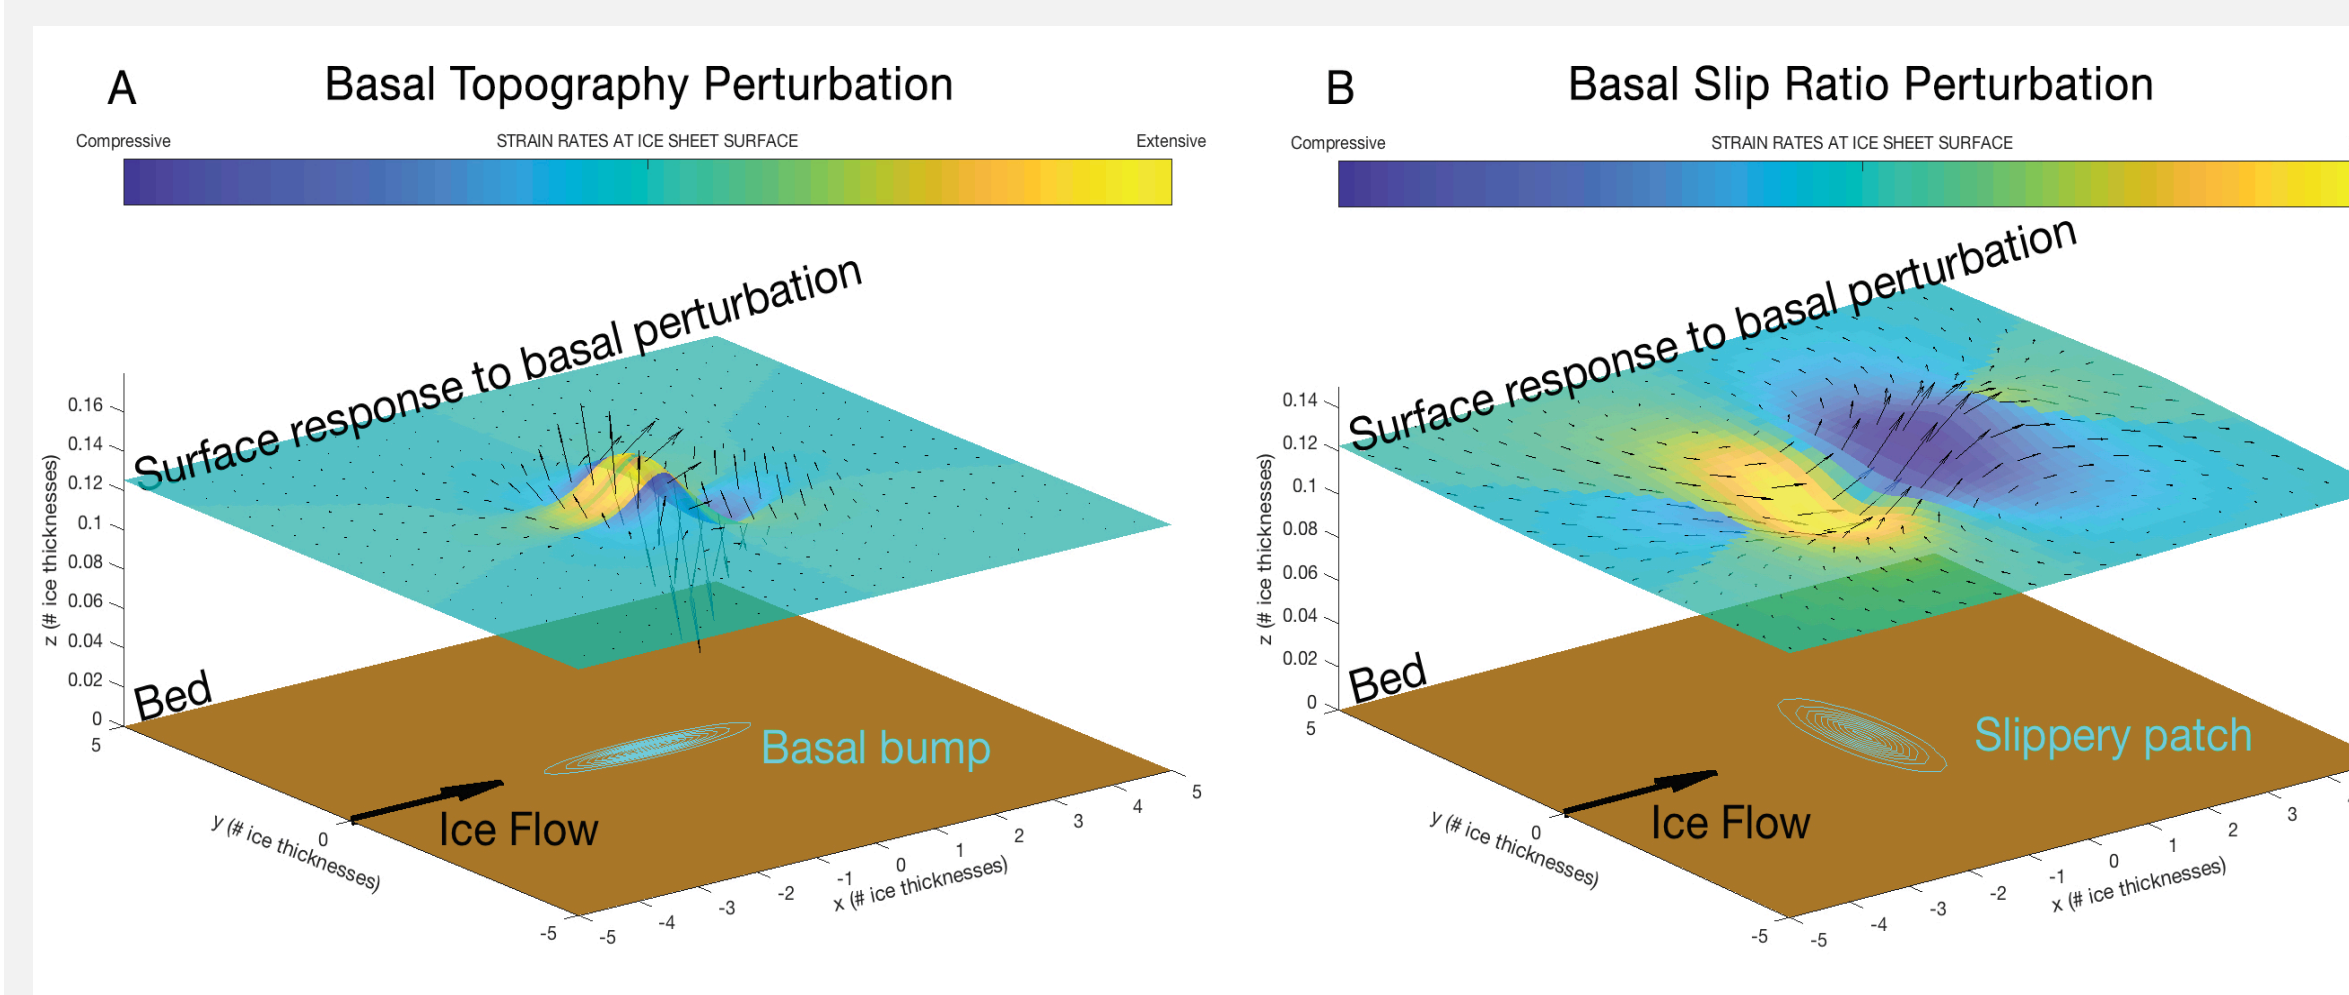 A
Basal Topography Perturbation
Compressive
STRAIN RATES AT ICE SHEET SURFACE
Extensive
Surface response to basal perturbation
0.16
0.14
0.12
0.1
0.08
0.06
0.04
0.02
0
z (# ice thicknesses)
Bed
Basal bump
Ice Flow
5
0
-5
y (# ice thicknesses)
-5
-4
-3
-2
-1
0
1
2
3
4
5
x (# ice thicknesses)
B
Basal Slip Ratio Perturbation
Compressive
STRAIN RATES AT ICE SHEET SURFACE
Surface response to basal perturbation
0.14
0.12
0.1
0.08
0.06
0.04
0.02
0
z (# ice thicknesses)
Bed
Slippery patch
Ice Flow
5
0
-5
y (# ice thicknesses)
-5
-4
-3
-2
-1
0
1
2
3
x (# ice thicknesses)